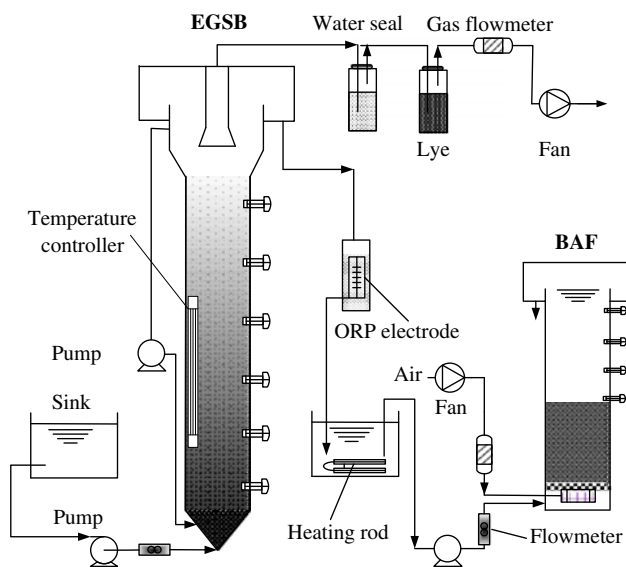 EGSB
Water seal
Gas flowmeter
Lye
Fan
Temperature
controller
BAF
ORP electrode
Pump
Air
Fan
Sink
Pump
Heating rod
Flowmeter